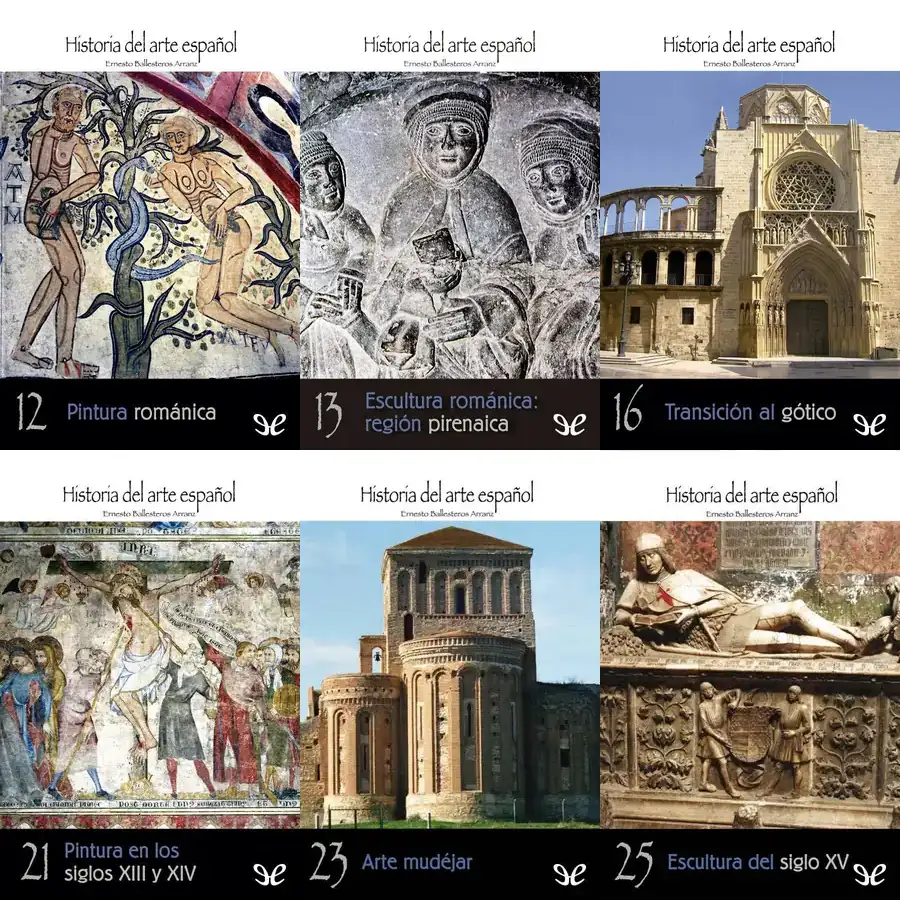 Historia del arte español
Ernesto Ballesteros Arranz
12 Pintura románica
Historia del arte español
Ernesto Ballesteros Arranz
13 Escultura románica:
región pirenaica
Historia del arte español
Ernesto Ballesteros Arranz
16 Transición al gótico
Historia del arte español
Ernesto Ballesteros Arranz
21 Pintura en los
siglos XIII y XIV
Historia del arte español
Ernesto Ballesteros Arranz
23 Arte mudéjar
Historia del arte español
Ernesto Ballesteros Arranz
25 Escultura del siglo XV